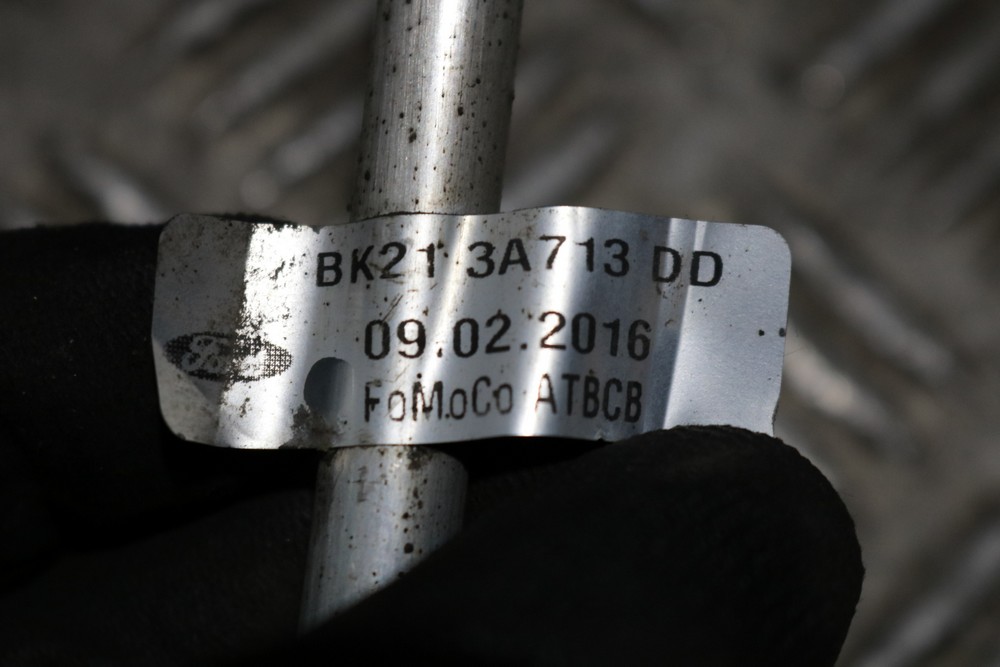 BK21 3A713 DD
09.02.2016
FoMoCo ATBCB